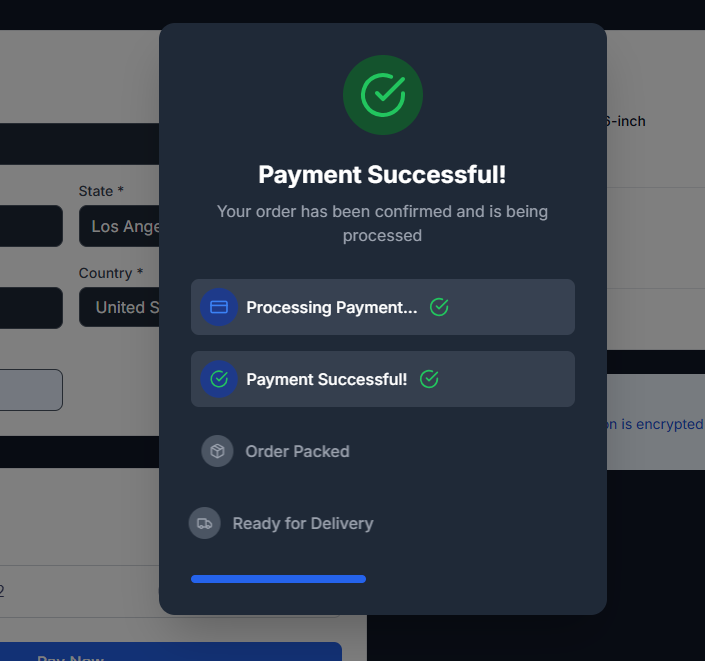 6-inch
State *
Los Ange
Country *
United S
on is encrypted
2
Payment Successful!
Your order has been confirmed and is being
processed
Processing Payment...
Payment Successful!
Order Packed
Ready for Delivery
Pay Now